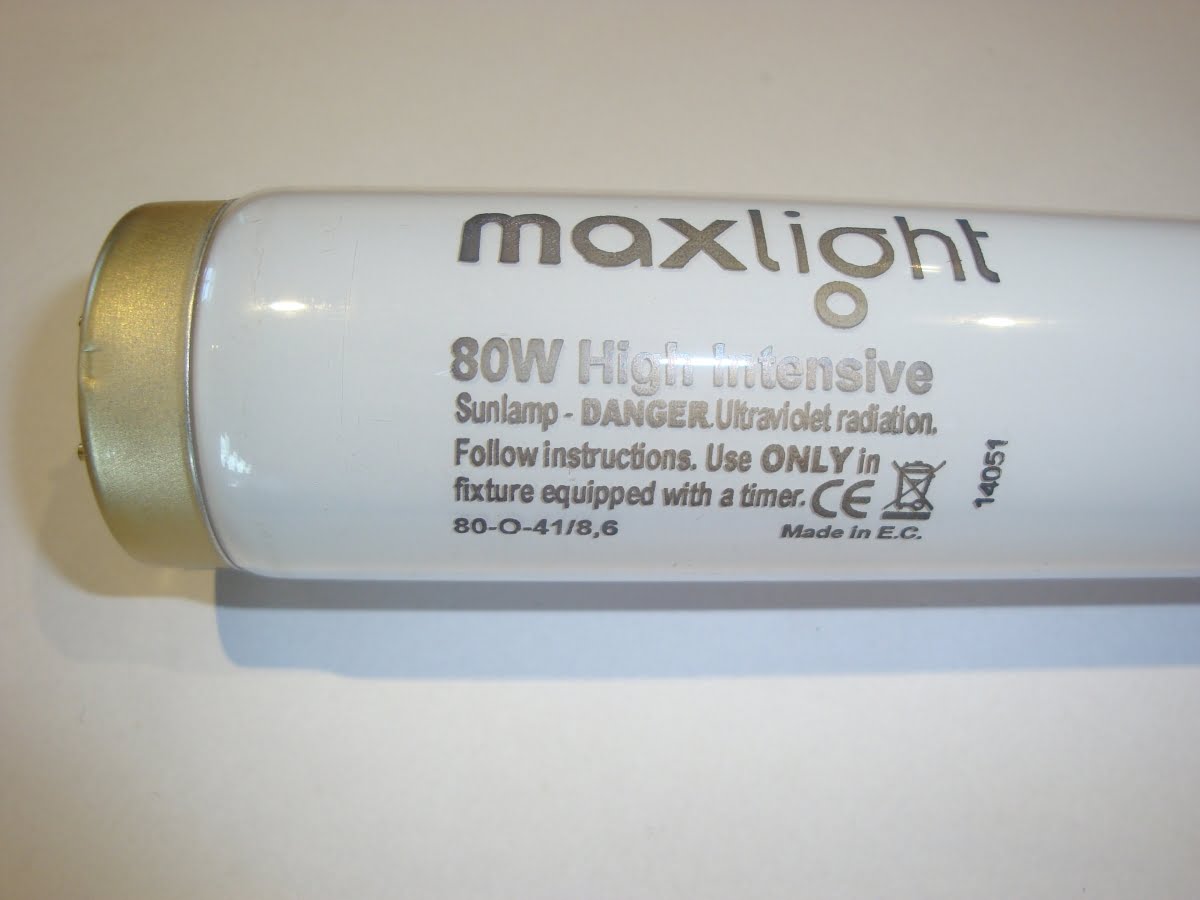 maxlight
80W High Intensive
Sunlamp - DANGER. Ultraviolet radiation.
Follow instructions. Use ONLY in
fixture equipped with a timer. CE
80-O-41/8,6 Made in E.C.
14051